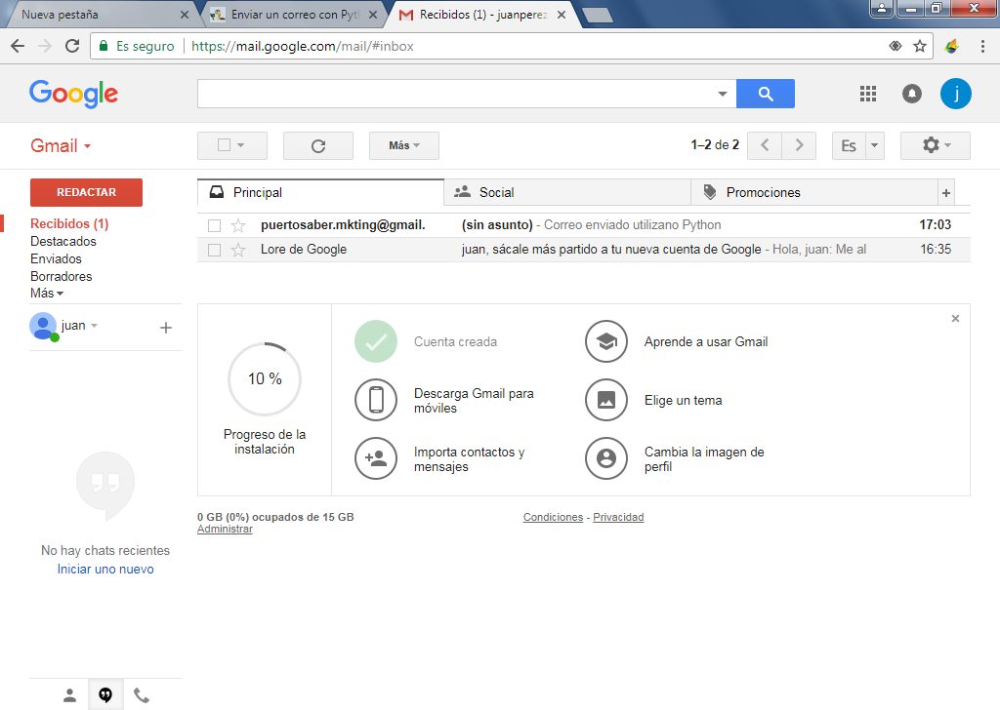 Nueva pestaña
Enviar un correo con Pyt
Recibidos (1) - juanperez
Es seguro
https://mail.google.com/mail/#inbox
Google
j
Gmail
Más
1–2 de 2
Es
REDACTAR
Principal
Social
Promociones
+
Recibidos (1)
Destacados
Enviados
Borradores
Más
puertosaber.mkting@gmail.
(sin asunto) - Correo enviado utilizano Python
17:03
Lore de Google
juan, sácale más partido a tu nueva cuenta de Google - Hola, juan: Me al
16:35
juan
+
10 %
Progreso de la
instalación
Cuenta creada
Aprende a usar Gmail
Descarga Gmail para
móviles
Elige un tema
Importa contactos y
mensajes
Cambia la imagen de
perfil
0 GB (0%) ocupados de 15 GB
Administrar
Condiciones - Privacidad
No hay chats recientes
Iniciar uno nuevo